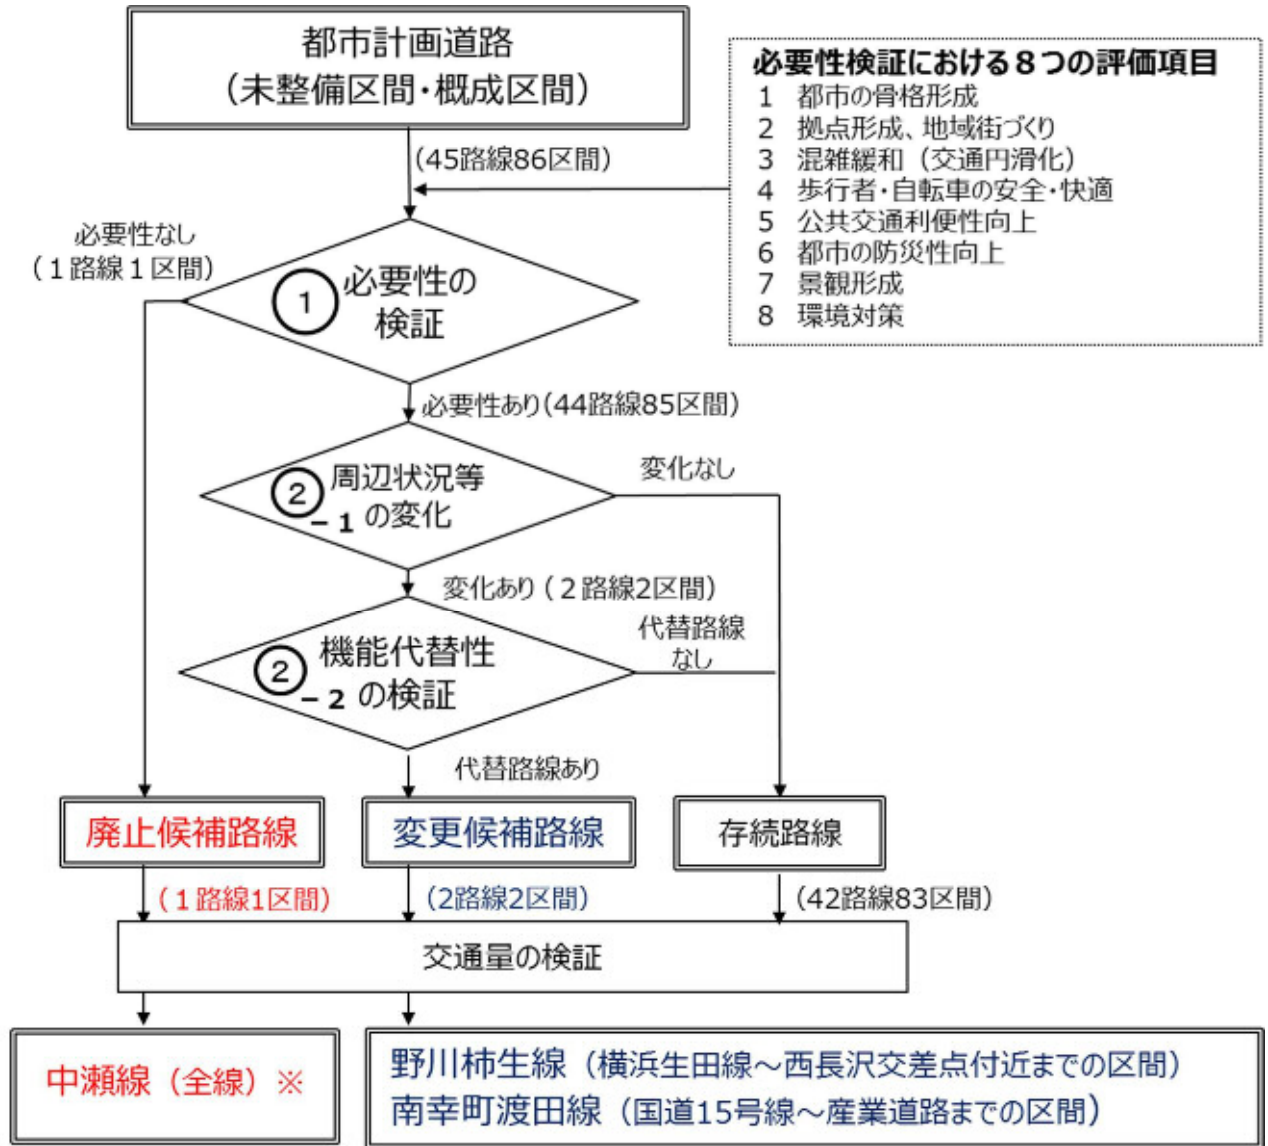 都市計画道路
（未整備区間・概成区間）
必要性検証における８つの評価項目
1 都市の骨格形成
2 拠点形成、地域街づくり
3 混雑緩和（交通円滑化）
4 歩行者・自転車の安全・快適
5 公共交通利便性向上
6 都市の防災性向上
7 景観形成
8 環境対策
(45路線86区間)
必要性なし
(１路線１区間)
① 必要性の
検証
必要性あり(44路線85区間)
② 周辺状況等
－１ の変化
変化なし
変化あり(２路線2区間)
② 機能代替性
－２ の検証
代替路線
なし
代替路線あり
廃止候補路線
変更候補路線
存続路線
(１路線1区間)
(2路線2区間)
(42路線83区間)
交通量の検証
中瀬線（全線）※
野川柿生線（横浜生田線～西長沢交差点付近までの区間）
南幸町渡田線（国道15号線～産業道路までの区間）